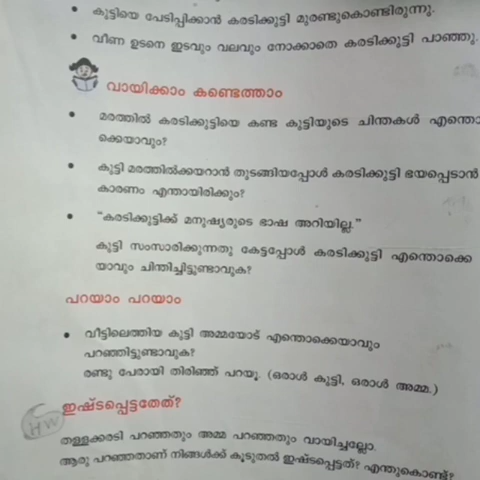 • കുട്ടിയെ പേടിപ്പിക്കാൻ കരടിക്കുട്ടി മുരണ്ടുകൊണ്ടിരുന്നു.
• വീണ ഉടനെ ഇടവും വലവും നോക്കാതെ കരടിക്കുട്ടി പാഞ്ഞു.
വായിക്കാം കണ്ടെത്താം
• മരത്തിൽ കരടിക്കുട്ടിയെ കണ്ട കുട്ടിയുടെ ചിന്തകൾ എന്തൊ
ക്കെയാവും?
• കുട്ടി മരത്തിൽക്കയറാൻ തുടങ്ങിയപ്പോൾ കരടിക്കുട്ടി ഭയപ്പെടാൻ
കാരണം എന്തായിരിക്കും?
• “കരടിക്കുട്ടിക്ക് മനുഷ്യരുടെ ഭാഷ അറിയില്ല.”
കുട്ടി സംസാരിക്കുന്നതു കേട്ടപ്പോൾ കരടിക്കുട്ടി എന്തൊക്കെ
യാവും ചിന്തിച്ചിട്ടുണ്ടാവുക?
പറയാം പറയാം
• വീട്ടിലെത്തിയ കുട്ടി അമ്മയോട് എന്തൊക്കെയാവും
പറഞ്ഞിട്ടുണ്ടാവുക?
രണ്ടു പേരായി തിരിഞ്ഞ് പറയൂ. (ഒരാൾ കുട്ടി, ഒരാൾ അമ്മ.)
ഇഷ്ടപ്പെട്ടതേത്?
HW
തള്ളക്കരടി പറഞ്ഞതും അമ്മ പറഞ്ഞതും വായിച്ചല്ലോ.
ആരു പറഞ്ഞതാണ് നിങ്ങൾക്ക് കൂടുതൽ ഇഷ്ടപ്പെട്ടത്? എന്തുകൊണ്ട്?